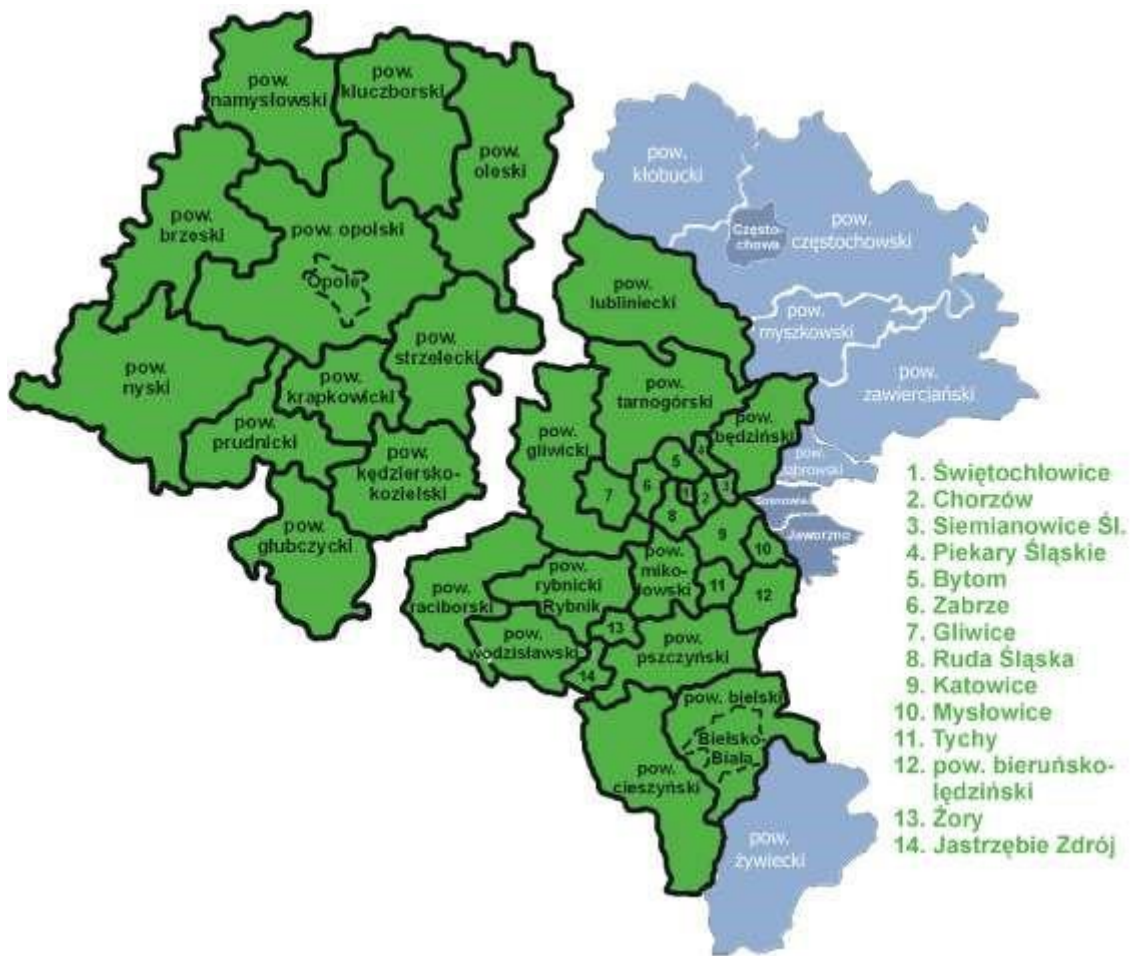 pow.
namysłowski
pow.
kluczborski
pow.
oleski
pow.
brzeski
pow. opolski
Opole
pow.
nyski
pow.
strzelecki
pow.
krapkowicki
pow.
prudnicki
pow.
kędziersko-
kozielski
pow.
głubczycki
pow.
kłobucki
Często-
chowa
pow.
częstochowski
pow.
lubliniecki
pow.
myszkowski
pow.
zawierciański
pow.
tarnogórski
pow.
będziński
pow.
gliwicki
pow.
Jaworzno
4
5
7
6
1
2
3
8
9
10
11
12
pow.
miko-
łowski
pow.
rybnicki
Rybnik
pow.
raciborski
13
pow.
wodzisławski
14
pow.
pszczyński
pow. bielski
Bielsko-
Biała
pow.
cieszyński
pow.
żywiecki
1. Świętochłowice
2. Chorzów
3. Siemianowice Śl.
4. Piekary Śląskie
5. Bytom
6. Zabrze
7. Gliwice
8. Ruda Śląska
9. Katowice
10. Mysłowice
11. Tychy
12. pow. bieruńsko-
lędziński
13. Żory
14. Jastrzębie Zdrój